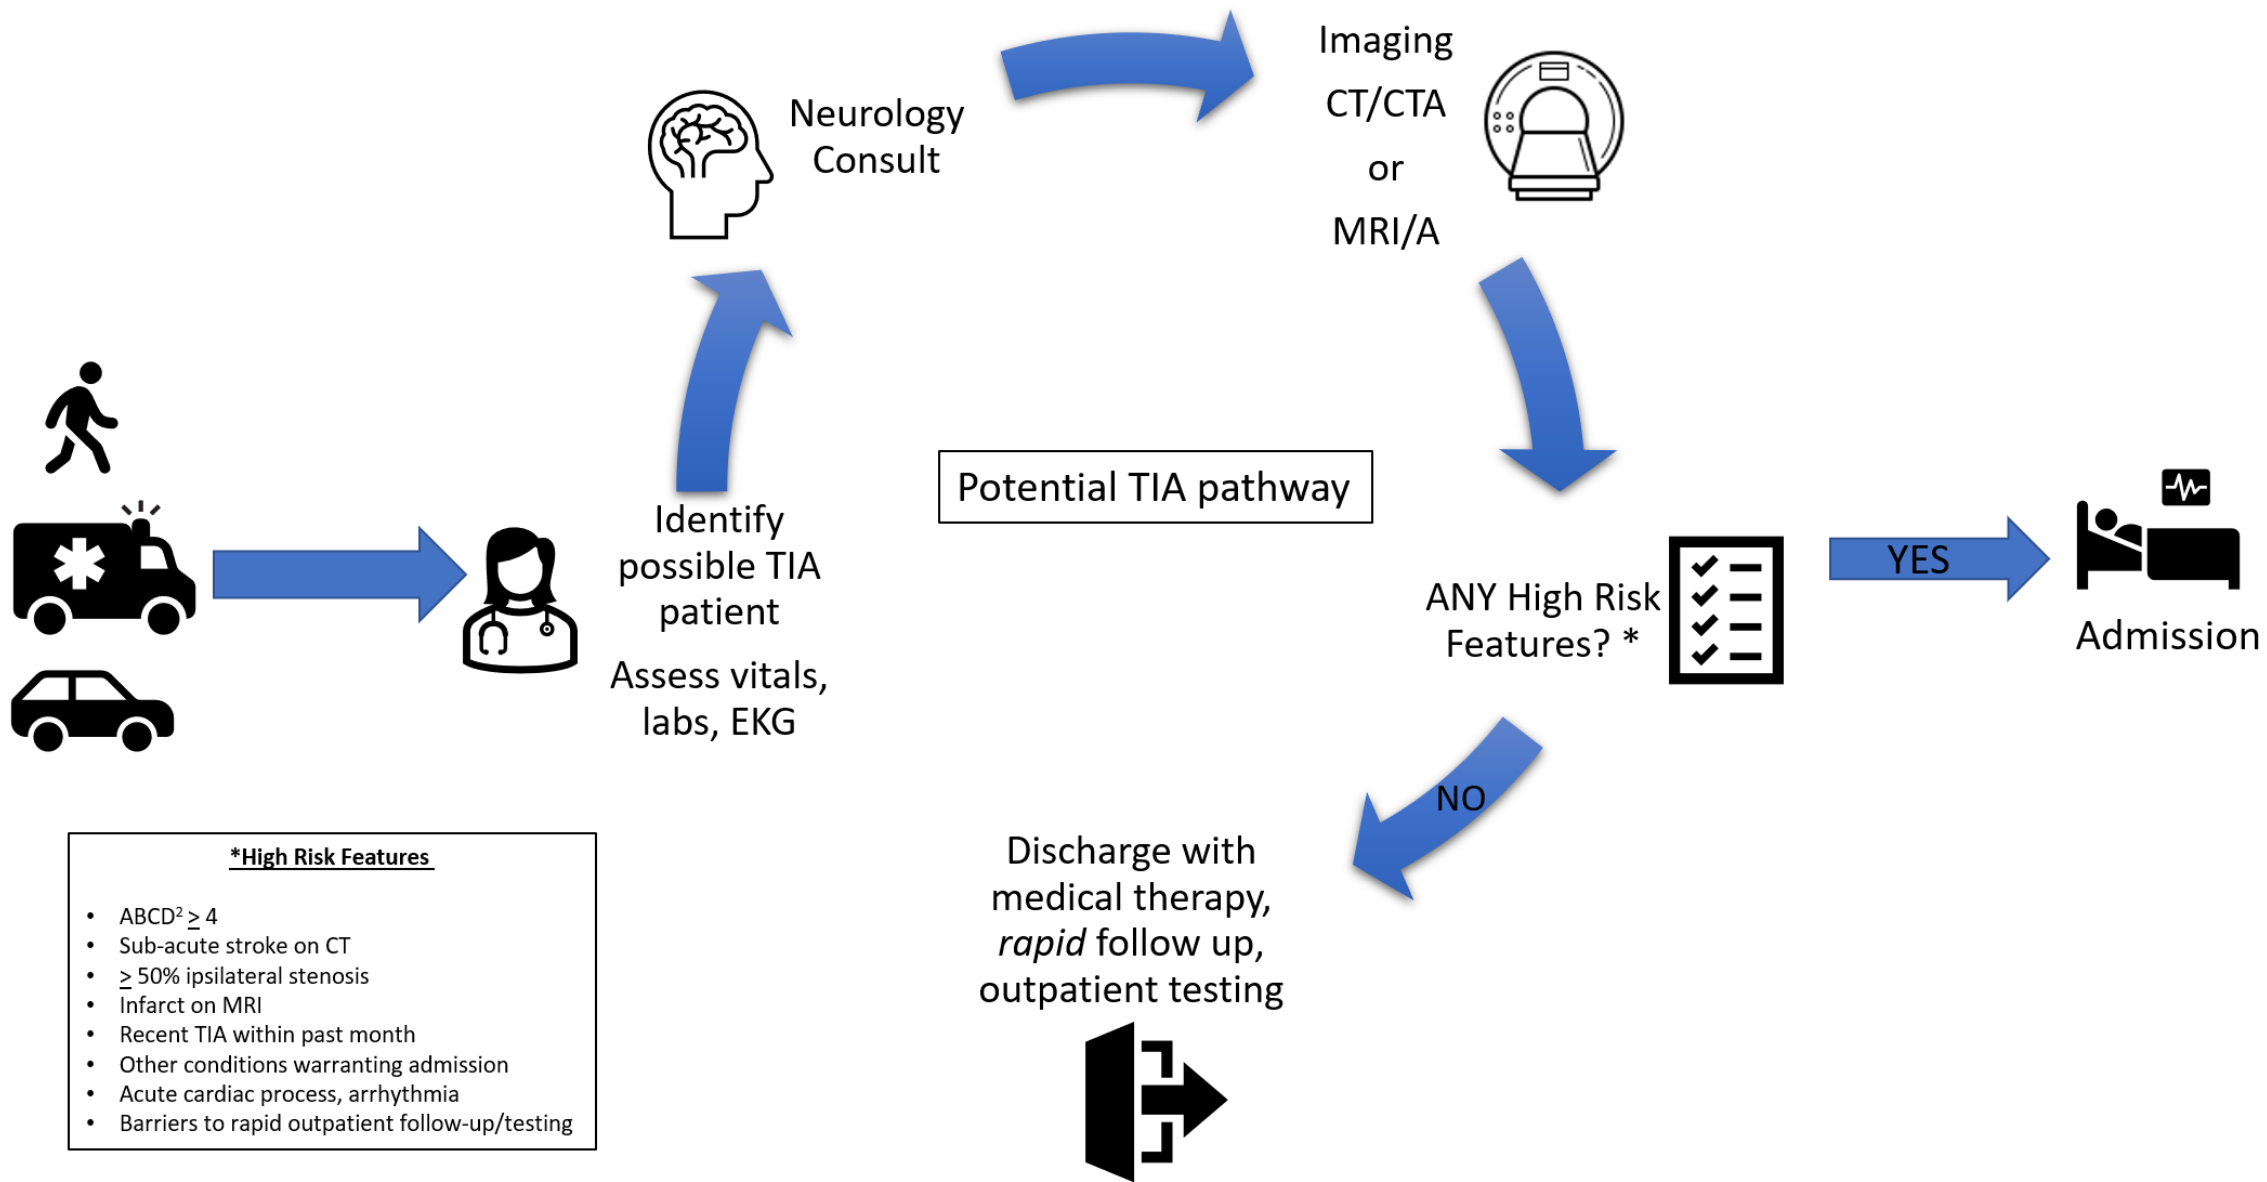 Neurology
Consult
Imaging
CT/CTA
or
MRI/A
Identify
possible TIA
patient
Assess vitals,
labs, EKG
Potential TIA pathway
ANY High Risk
Features? *
YES
Admission
NO
Discharge with
medical therapy,
rapid follow up,
outpatient testing
*High Risk Features
• ABCD² ≥ 4
• Sub-acute stroke on CT
• ≥ 50% ipsilateral stenosis
• Infarct on MRI
• Recent TIA within past month
• Other conditions warranting admission
• Acute cardiac process, arrhythmia
• Barriers to rapid outpatient follow-up/testing